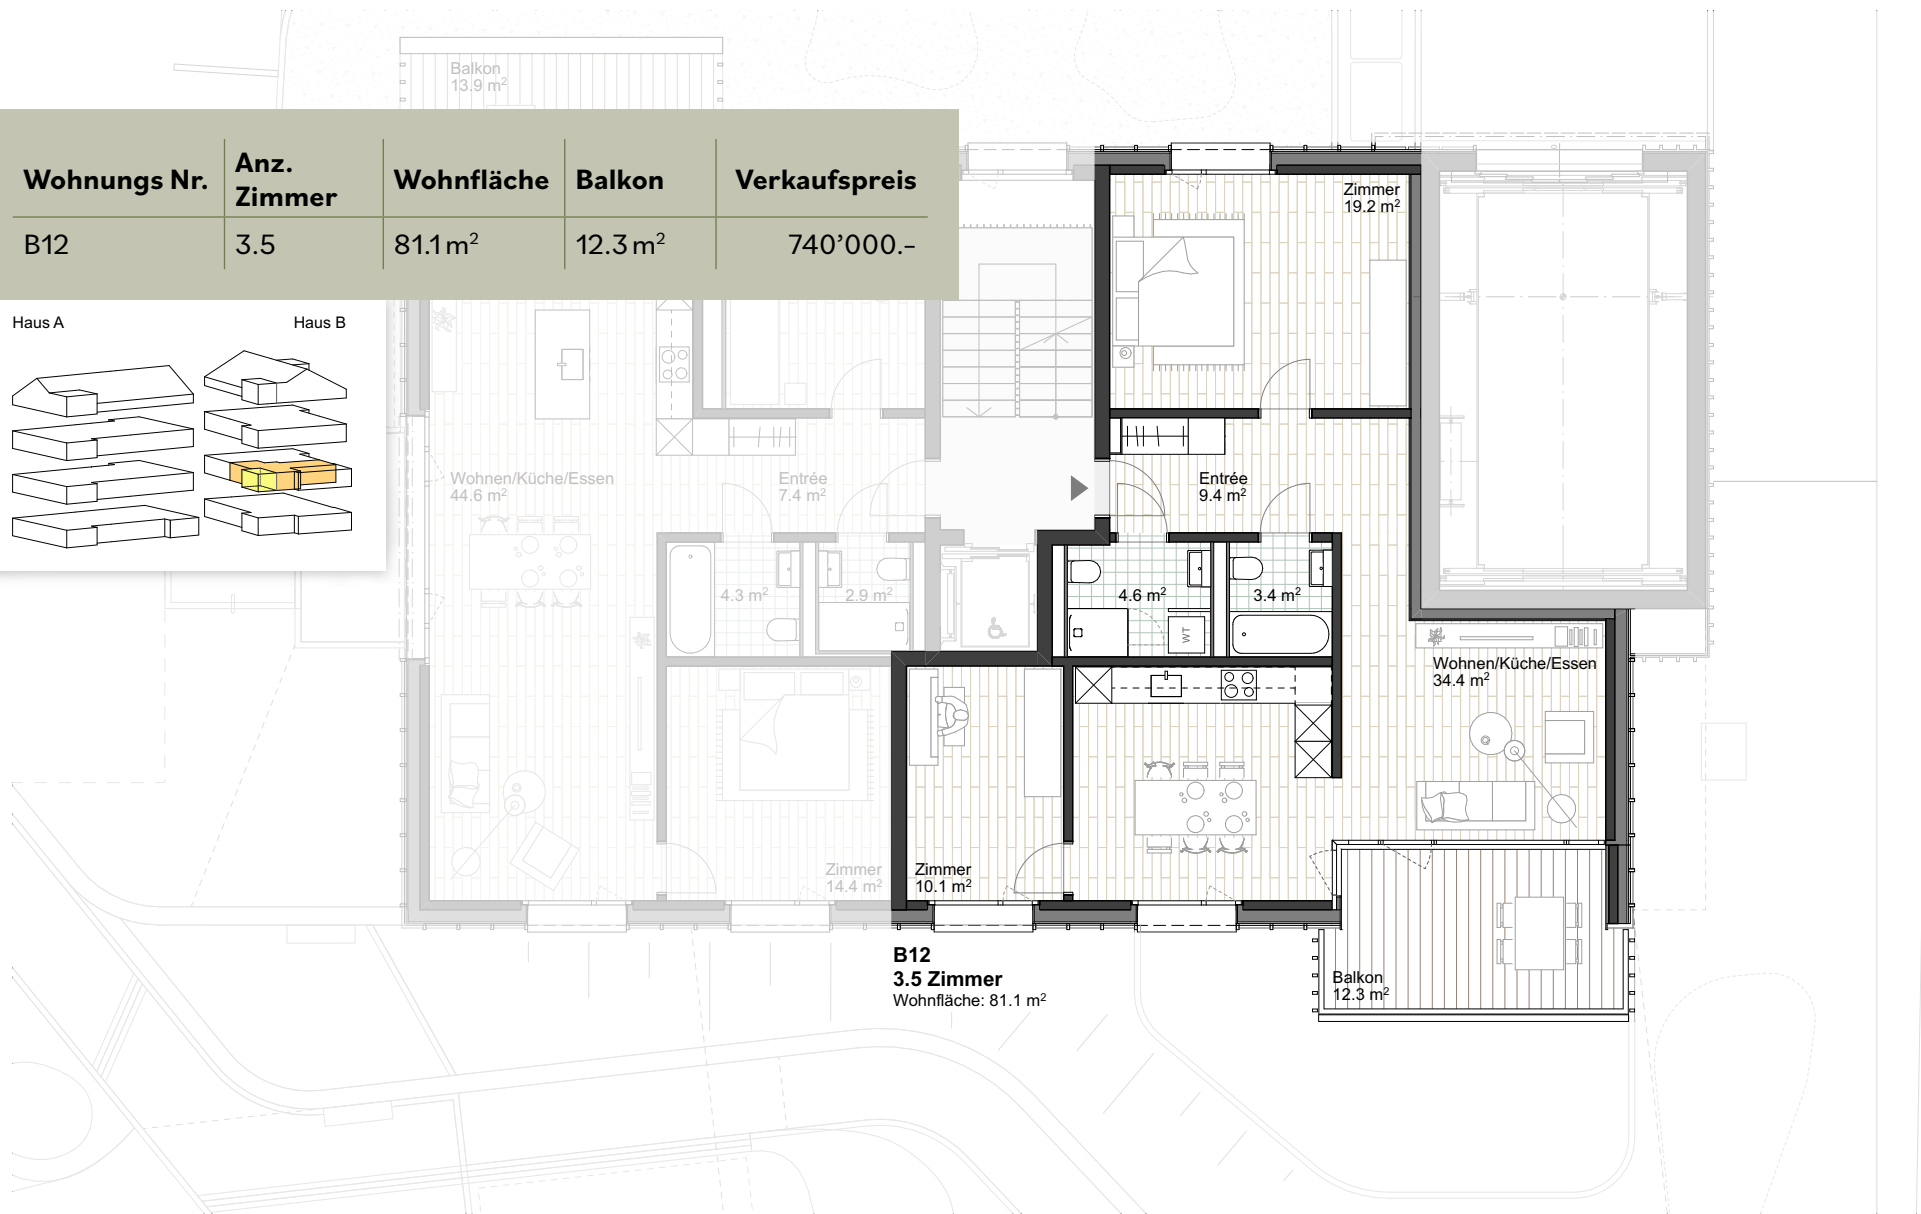 Balkon
13.9 m²
Wohnungs Nr.
Anz.
Zimmer
Wohnfläche
Balkon
Verkaufspreis
B12
3.5
81.1 m²
12.3 m²
740’000.-
Haus A
Haus B
Zimmer
19.2 m²
Wohnen/Küche/Essen
44.6 m²
Entrée
7.4 m²
Entrée
9.4 m²
4.3 m²
2.9 m²
4.6 m²
3.4 m²
WT
Wohnen/Küche/Essen
34.4 m²
Zimmer
14.4 m²
Zimmer
10.1 m²
B12
3.5 Zimmer
Wohnfläche: 81.1 m²
Balkon
12.3 m²